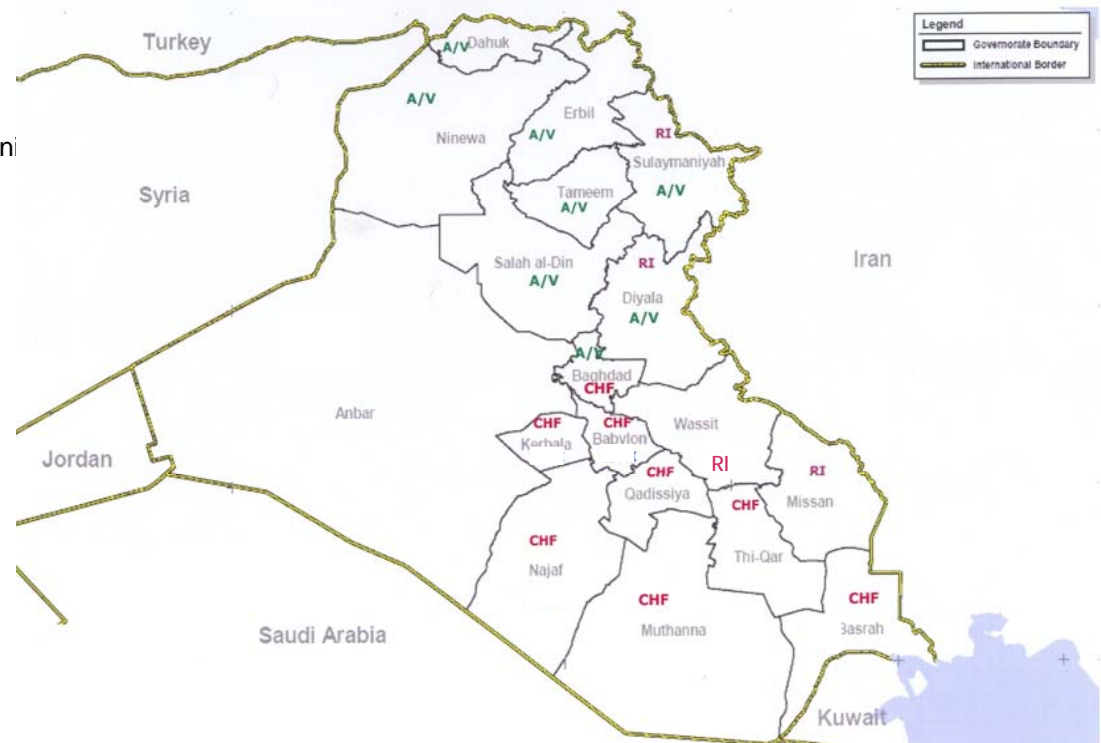 Legend
Governorate Boundary
International Border
Turkey
A/V
Dahuk
A/V
Ninewa
Erbil
A/V
RI
Sulaymaniyah
A/V
ni
Syria
Tameem
A/V
Salah al-Din
A/V
RI
Diyala
A/V
Iran
A/V
Baghdad
CHF
Anbar
CHF
Kerbala
CHF
Babylon
Wassit
RI
Jordan
CHF
Qadissiya
RI
Missan
CHF
Thi-Qar
CHF
Najaf
CHF
Muthanna
CHF
Basrah
Saudi Arabia
Kuwait